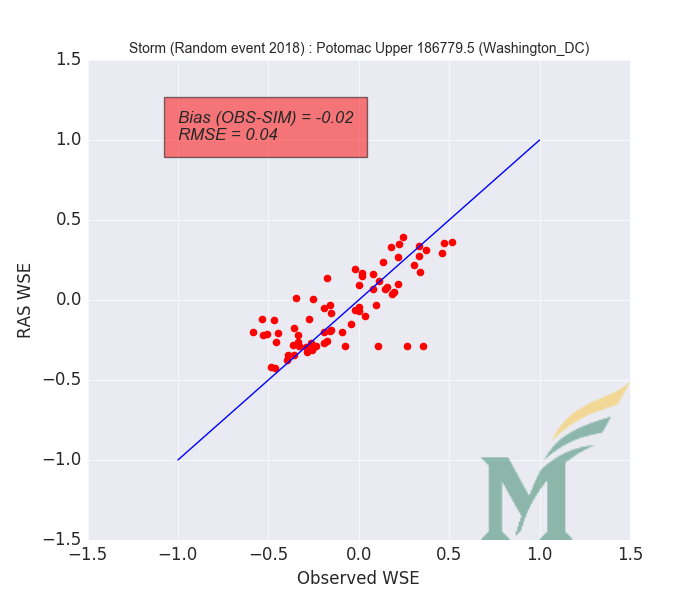 Storm (Random event 2018) : Potomac Upper 186779.5 (Washington_DC)
1.5
Bias (OBS-SIM) = -0.02
RMSE = 0.04
1.0
0.5
RAS WSE
0.0
−0.5
−1.0
−1.5
−1.5 −1.0 −0.5 0.0 0.5 1.0 1.5
Observed WSE
M